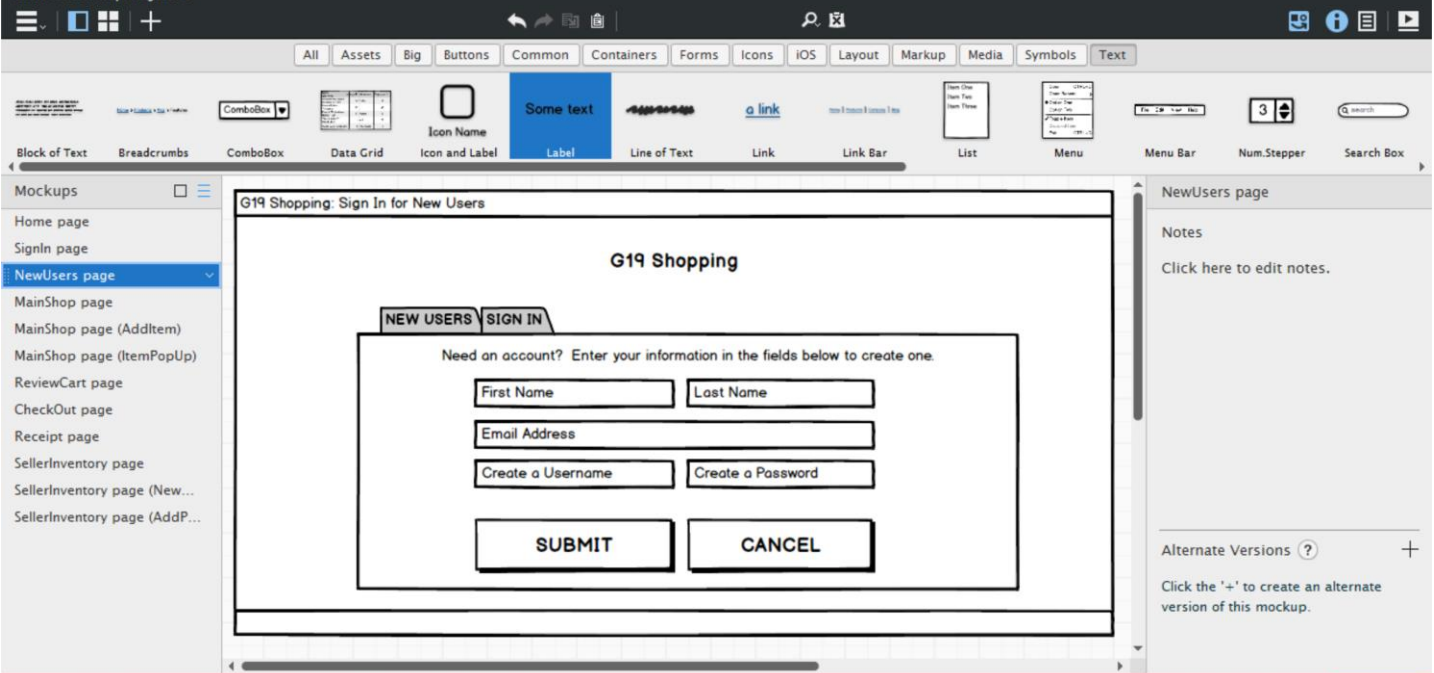 All Assets Big Buttons Common Containers Forms Icons iOS Layout Markup Media Symbols Text
ComboBox
Icon Name
Some text
a link
Item One
Item Two
Item Three
3
search
Block of Text Breadcrumbs ComboBox Data Grid Icon and Label Label Line of Text Link Link Bar List Menu Menu Bar Num.Stepper Search Box
Mockups
Home page
SignIn page
NewUsers page
MainShop page
MainShop page (AddItem)
MainShop page (ItemPopUp)
ReviewCart page
CheckOut page
Receipt page
SellerInventory page
SellerInventory page (New...
SellerInventory page (AddP...
G19 Shopping: Sign In for New Users
G19 Shopping
NEW USERS SIGN IN
Need an account? Enter your information in the fields below to create one.
First Name Last Name
Email Address
Create a Username Create a Password
SUBMIT CANCEL
NewUsers page
Notes
Click here to edit notes.
Alternate Versions ?
Click the '+' to create an alternate
version of this mockup.